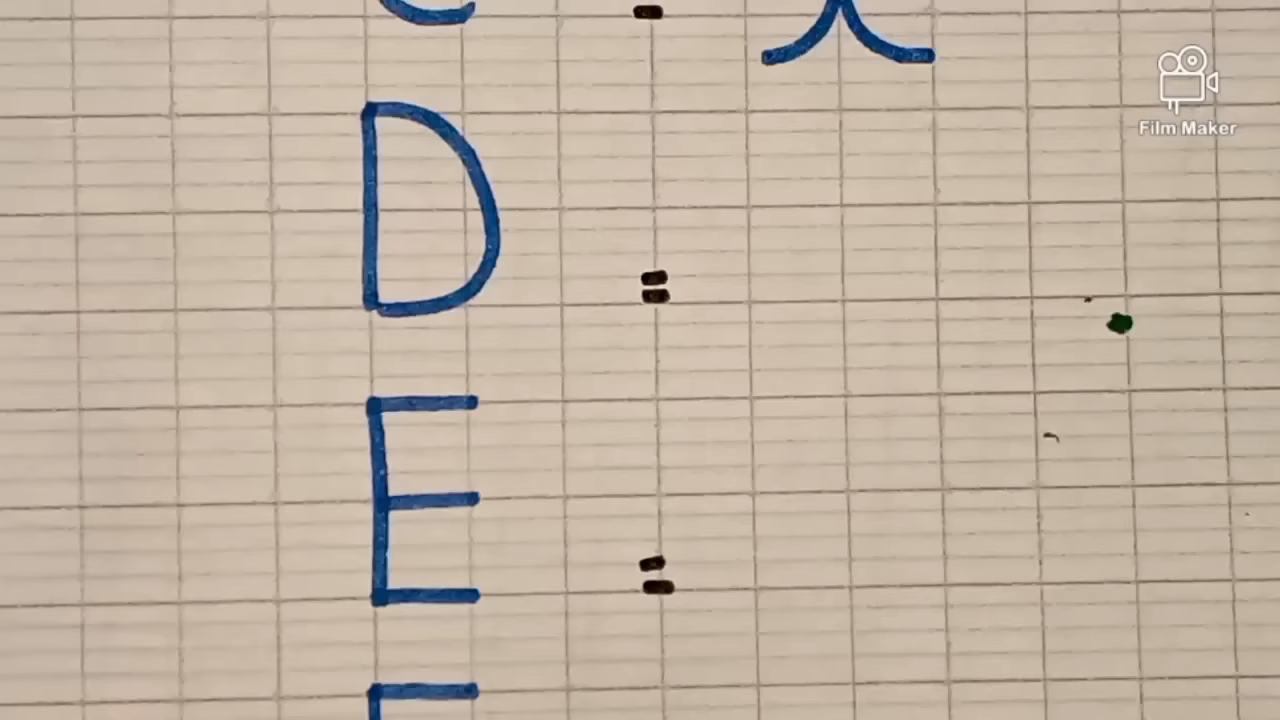 Film Maker
D =
E =